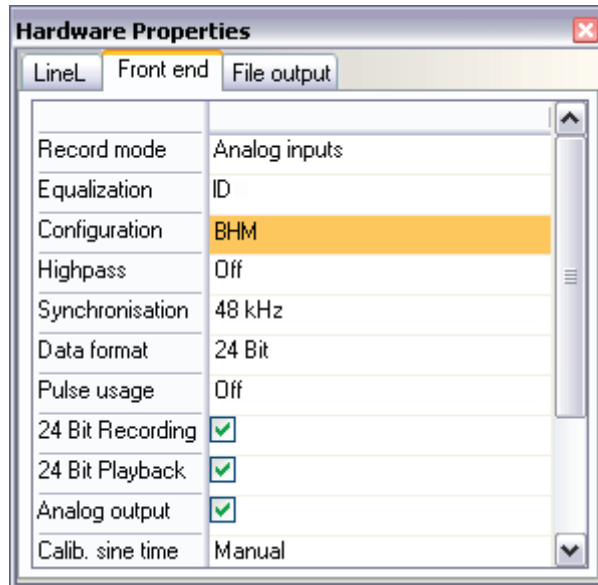 Hardware Properties
LineL Front end File output
Record mode Analog inputs
Equalization ID
Configuration BHM
Highpass Off
Synchronisation 48 kHz
Data format 24 Bit
Pulse usage Off
24 Bit Recording
24 Bit Playback
Analog output
Calib. sine time Manual